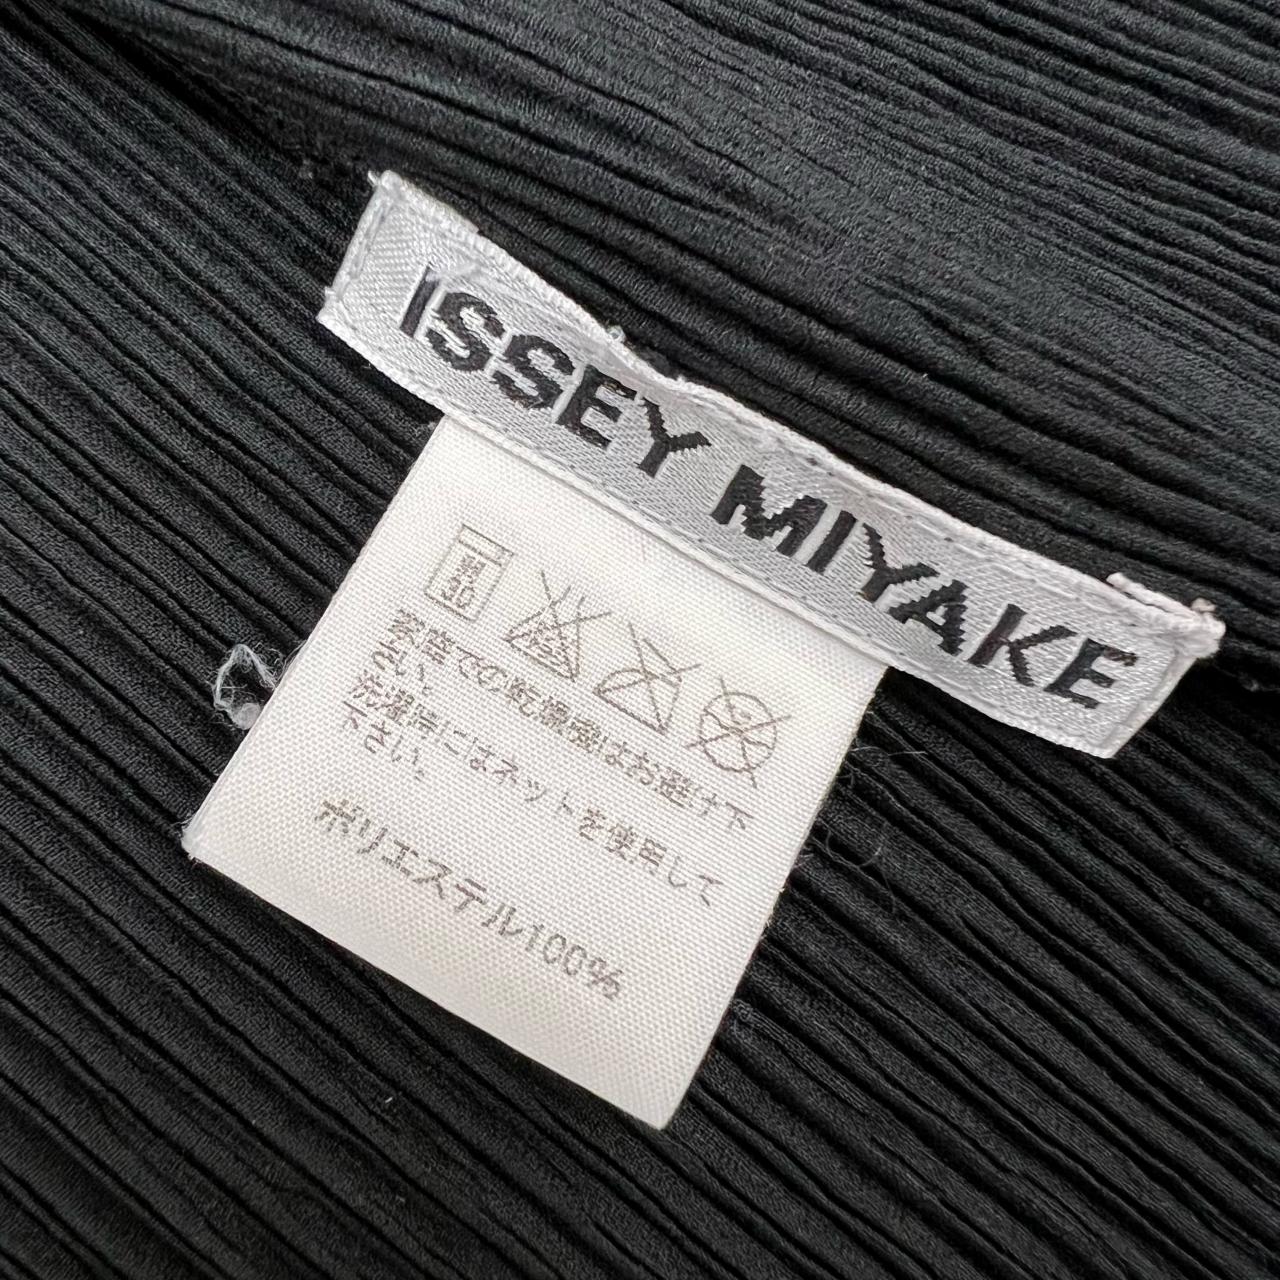 ISSEY MIYAKE
弱
30
家庭での乾燥機はお避け下
さい。
洗濯時にはネットを使用して
下さい。
ポリエステル100%